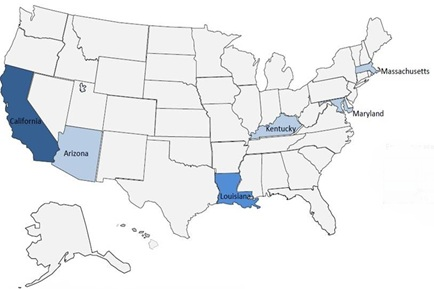 Massachusetts
Maryland
California
Kentucky
Arizona
Louisiana